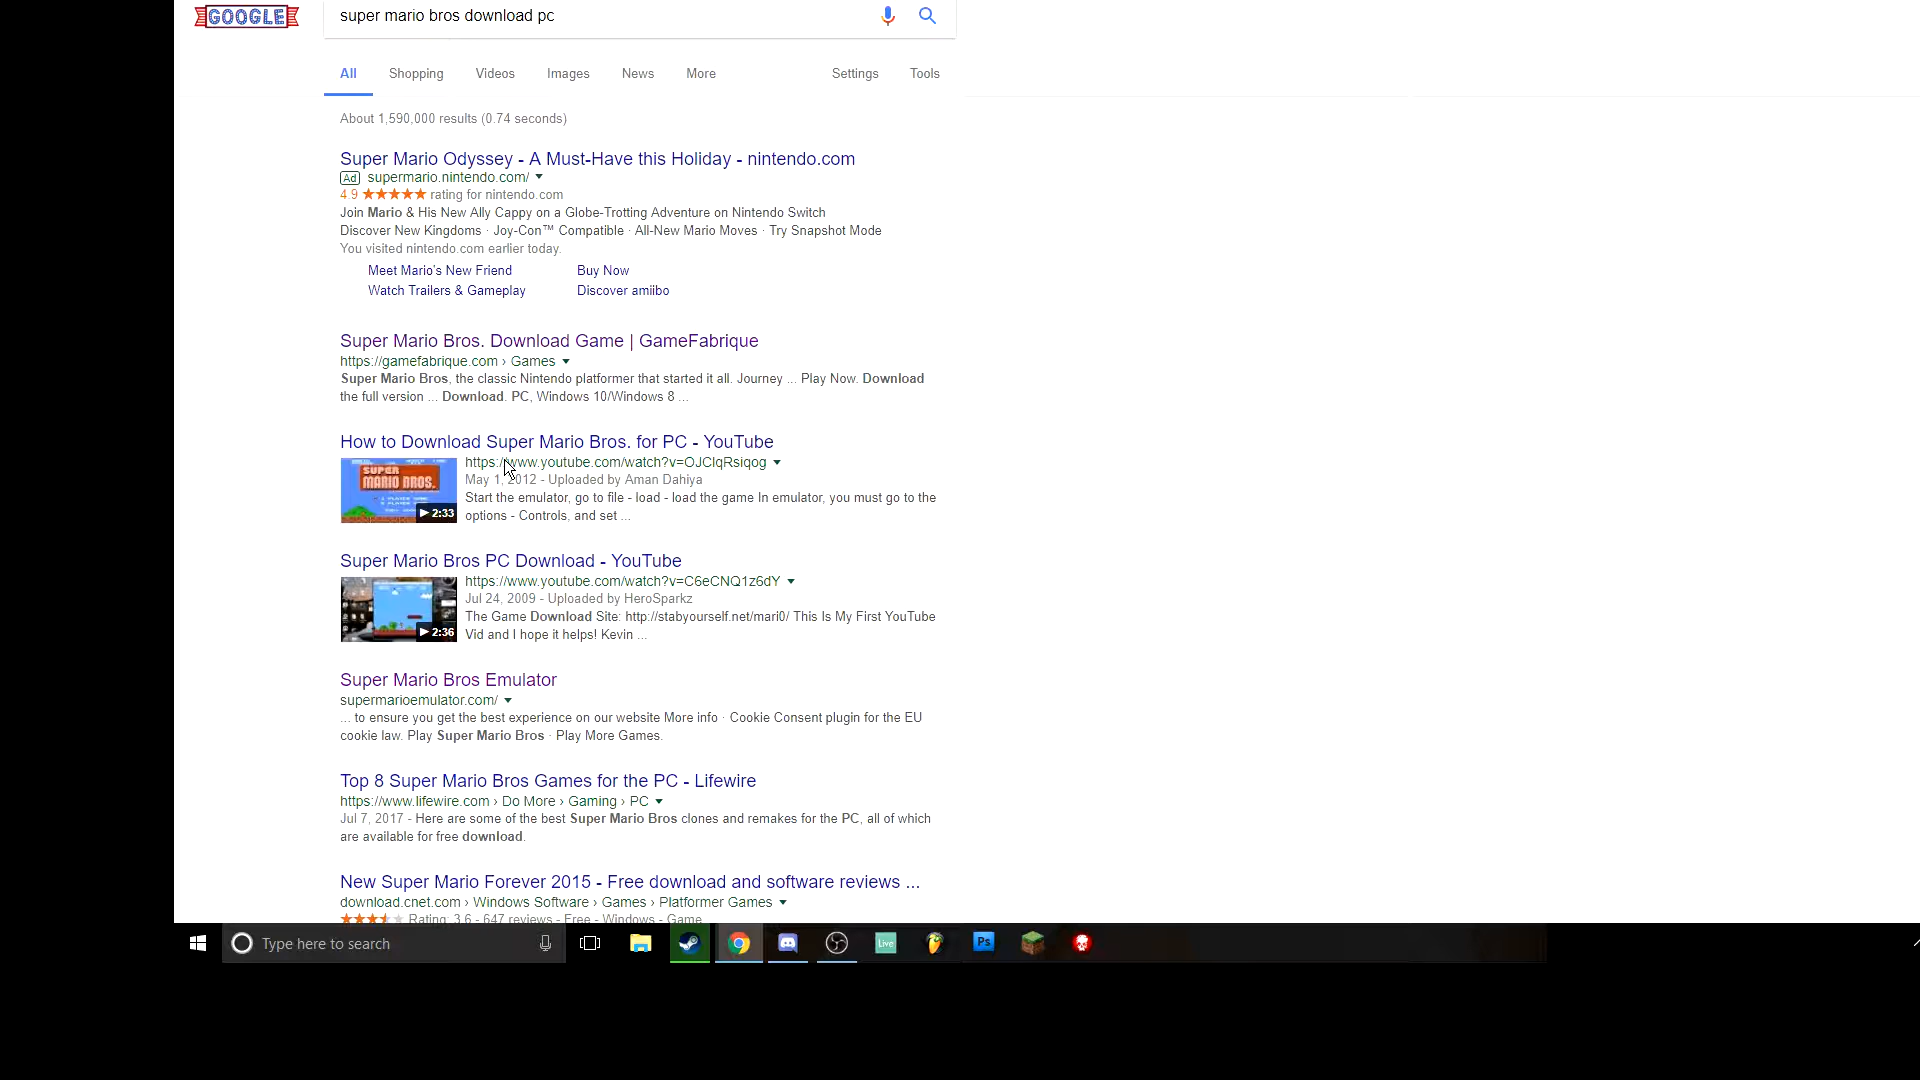 GOOGLE
super mario bros download pc
All Shopping Videos Images News More Settings Tools
About 1,590,000 results (0.74 seconds)
Super Mario Odyssey - A Must-Have this Holiday - nintendo.com
Ad supermario.nintendo.com/
4.9 ★★★★★ rating for nintendo.com
Join Mario & His New Ally Cappy on a Globe-Trotting Adventure on Nintendo Switch
Discover New Kingdoms · Joy-Con™ Compatible · All-New Mario Moves · Try Snapshot Mode
You visited nintendo.com earlier today.
Meet Mario's New Friend Buy Now
Watch Trailers & Gameplay Discover amiibo
Super Mario Bros. Download Game | GameFabrique
https://gamefabrique.com › Games
Super Mario Bros, the classic Nintendo platformer that started it all. Journey ... Play Now. Download
the full version ... Download. PC, Windows 10/Windows 8 ...
How to Download Super Mario Bros. for PC - YouTube
SUPER
MARIO BROS.
2:33
https://www.youtube.com/watch?v=OJClqRsiqog
May 1, 2012 - Uploaded by Aman Dahiya
Start the emulator, go to file - load - load the game In emulator, you must go to the
options - Controls, and set ...
Super Mario Bros PC Download - YouTube
2:36
https://www.youtube.com/watch?v=C6eCNQ1z6dY
Jul 24, 2009 - Uploaded by HeroSparkz
The Game Download Site: http://stabyourself.net/mari0/ This Is My First YouTube
Vid and I hope it helps! Kevin ...
Super Mario Bros Emulator
supermarioemulator.com/
... to ensure you get the best experience on our website More info · Cookie Consent plugin for the EU
cookie law. Play Super Mario Bros · Play More Games.
Top 8 Super Mario Bros Games for the PC - Lifewire
https://www.lifewire.com › Do More › Gaming › PC
Jul 7, 2017 - Here are some of the best Super Mario Bros clones and remakes for the PC, all of which
are available for free download.
New Super Mario Forever 2015 - Free download and software reviews ...
download.cnet.com › Windows Software › Games › Platformer Games
Rating: 3.6 - 647 reviews - Free - Windows - Game
Type here to search
Live
Ps